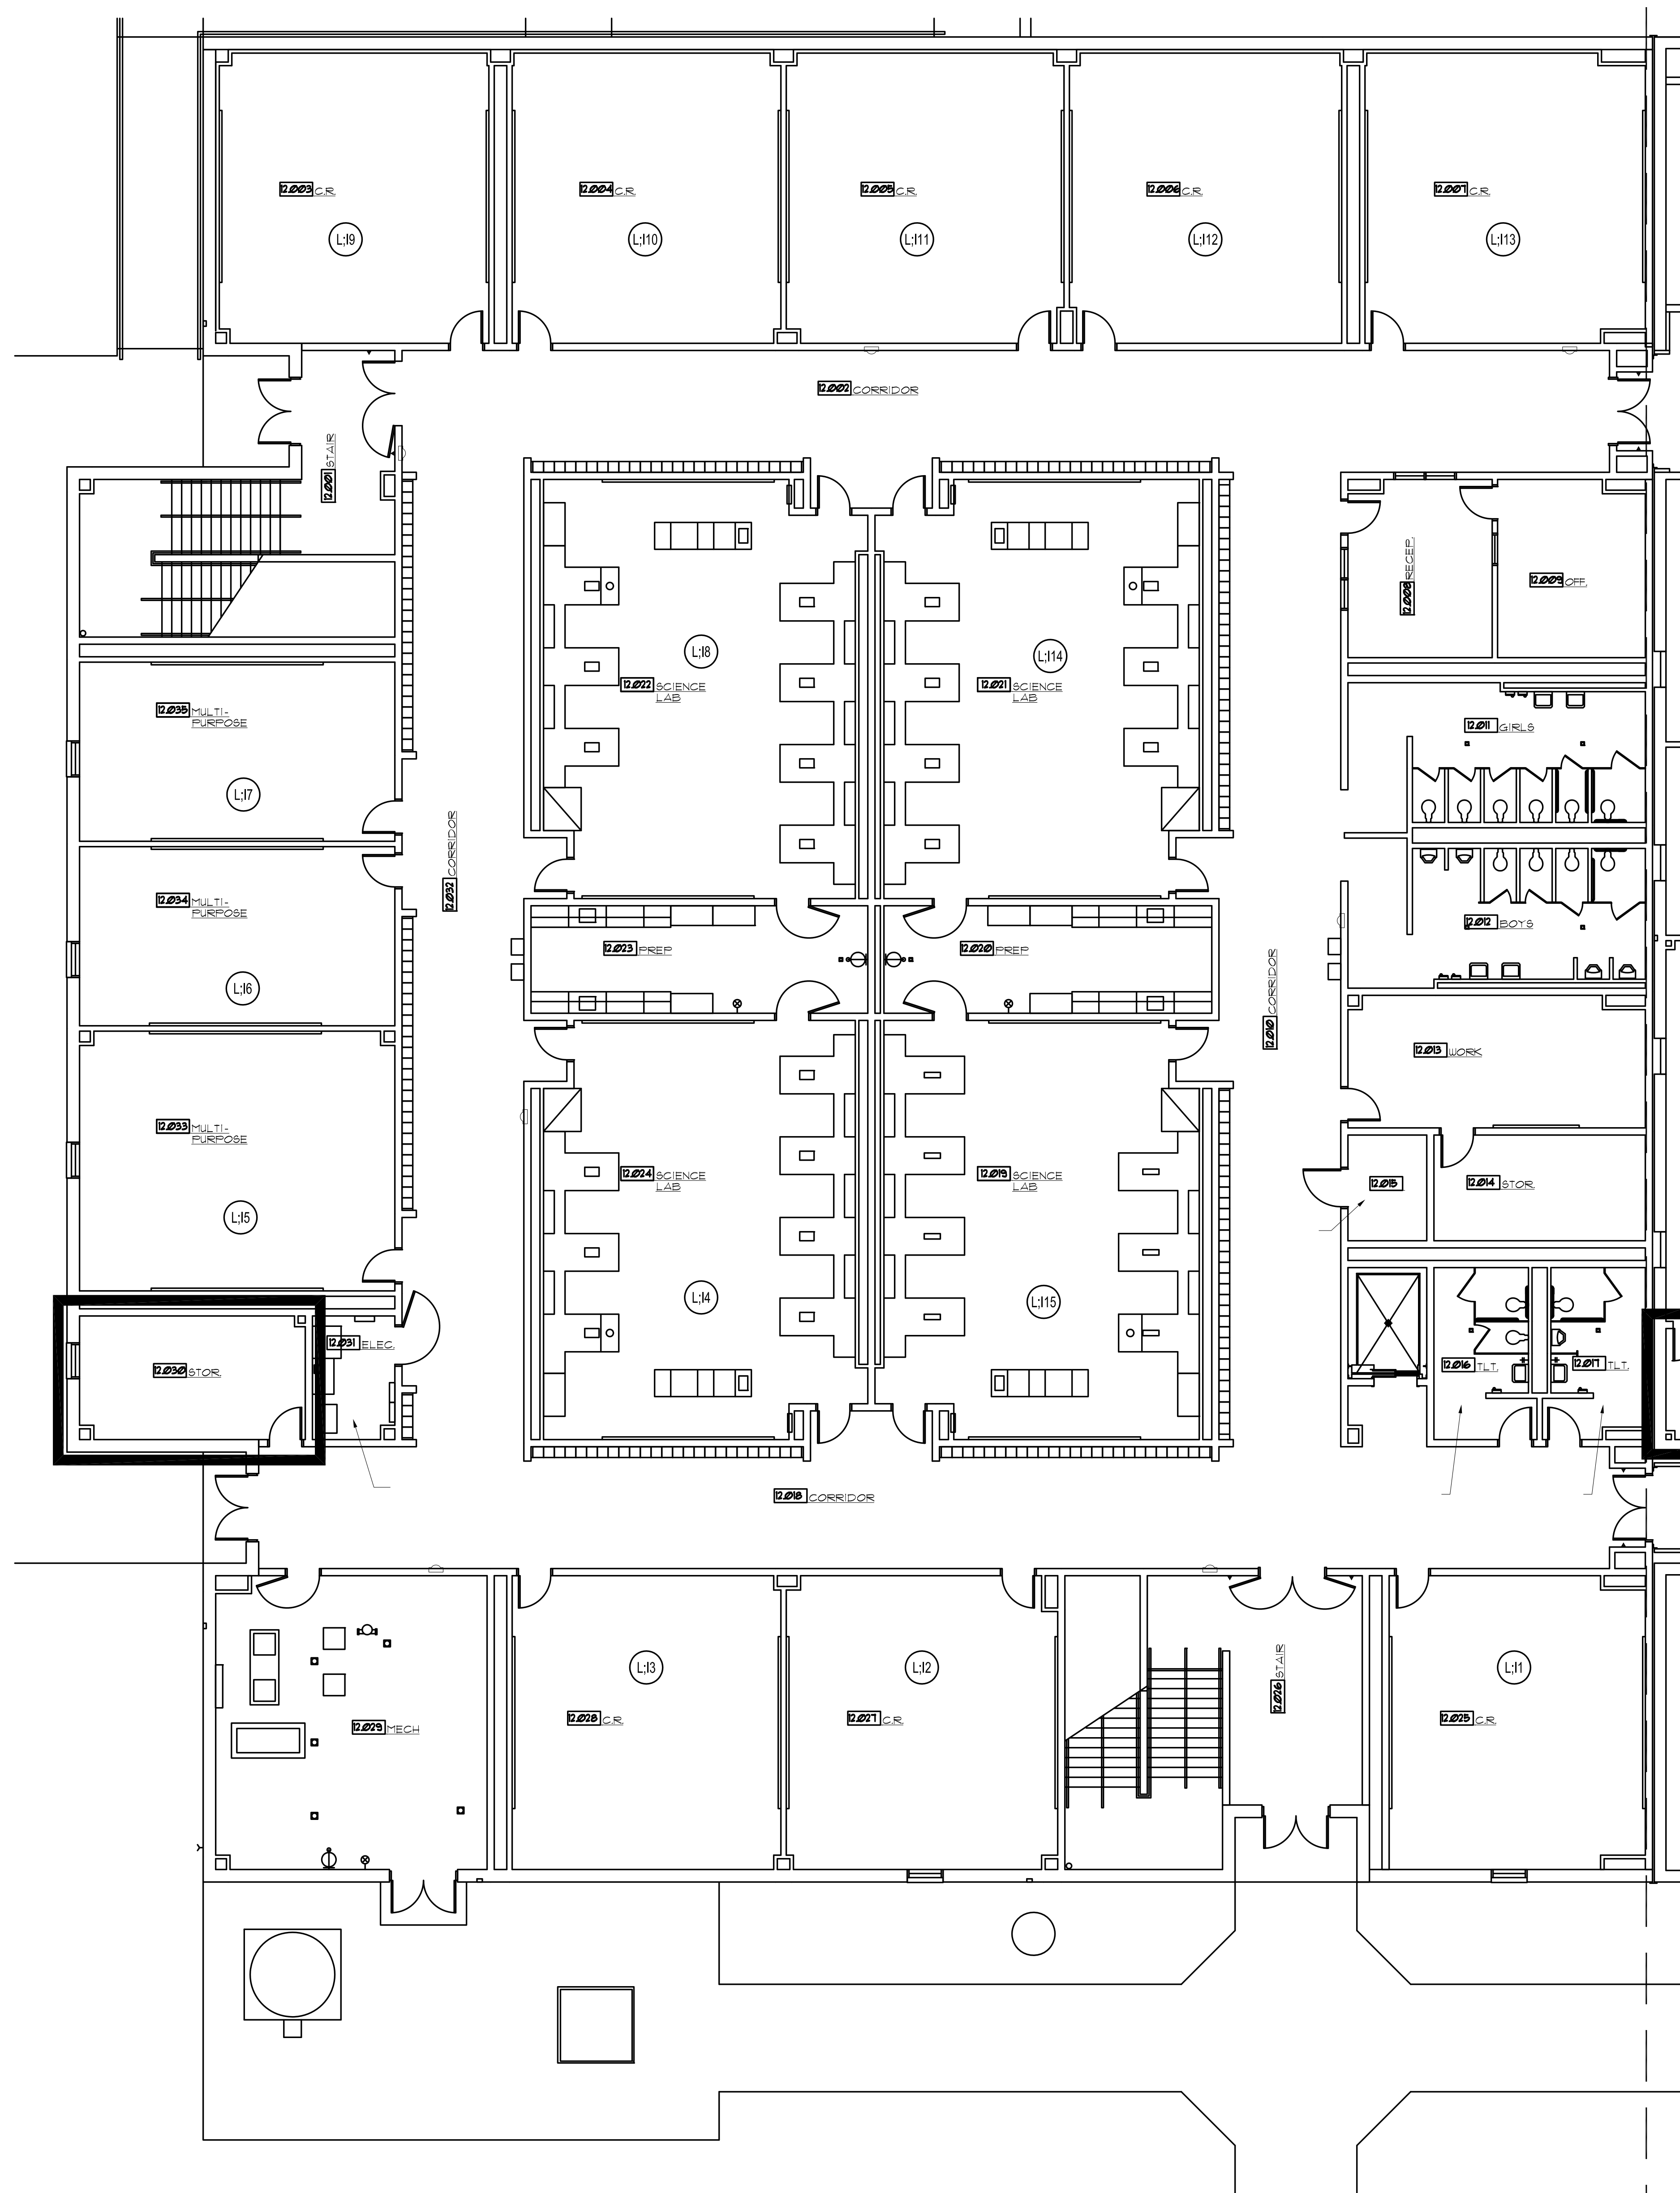 12.003 C.R.
12.004 C.R.
12.005 C.R.
12.006 C.R.
12.007 C.R.
L;I9
L;I10
L;I11
L;I12
L;I13
12.002 CORRIDOR
12.001 STAIR
12.008 RECEP.
12.009 OFF.
L;I8
L;I14
12.022 SCIENCE
LAB
12.021 SCIENCE
LAB
12.035 MULTI-
PURPOSE
12.011 GIRLS
L;I7
12.032 CORRIDOR
12.034 MULTI-
PURPOSE
12.012 BOYS
12.023 PREP
12.020 PREP
L;I6
12.010 CORRIDOR
12.013 WORK
12.033 MULTI-
PURPOSE
12.024 SCIENCE
LAB
12.019 SCIENCE
LAB
12.015
12.014 STOR.
L;I5
L;I4
L;I15
12.031 ELEC.
12.030 STOR.
12.016 TLT.
12.017 TLT.
12.018 CORRIDOR
L;I3
L;I2
L;I1
12.026 STAIR
12.029 MECH
12.028 C.R.
12.027 C.R.
12.025 C.R.